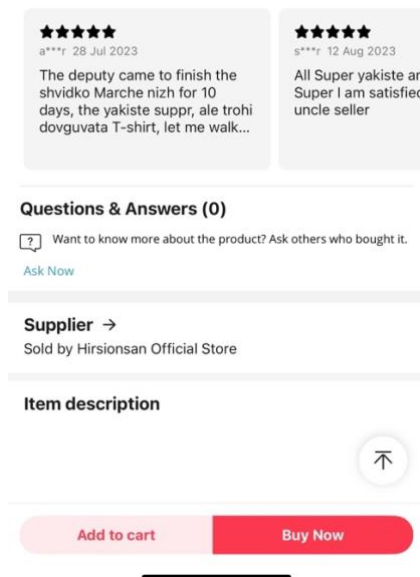 ★★★★★
a***r 28 Jul 2023
The deputy came to finish the
shvidko Marche nizh for 10
days, the yakiste suppr, ale trohi
dovguvata T-shirt, let me walk...
★★★★★
s***r 12 Aug 2023
All Super yakiste
Super I am satisfied
uncle seller
Questions & Answers (0)
Want to know more about the product? Ask others who bought it.
Ask Now
Supplier →
Sold by Hirsionsan Official Store
Item description
Add to cart
Buy Now